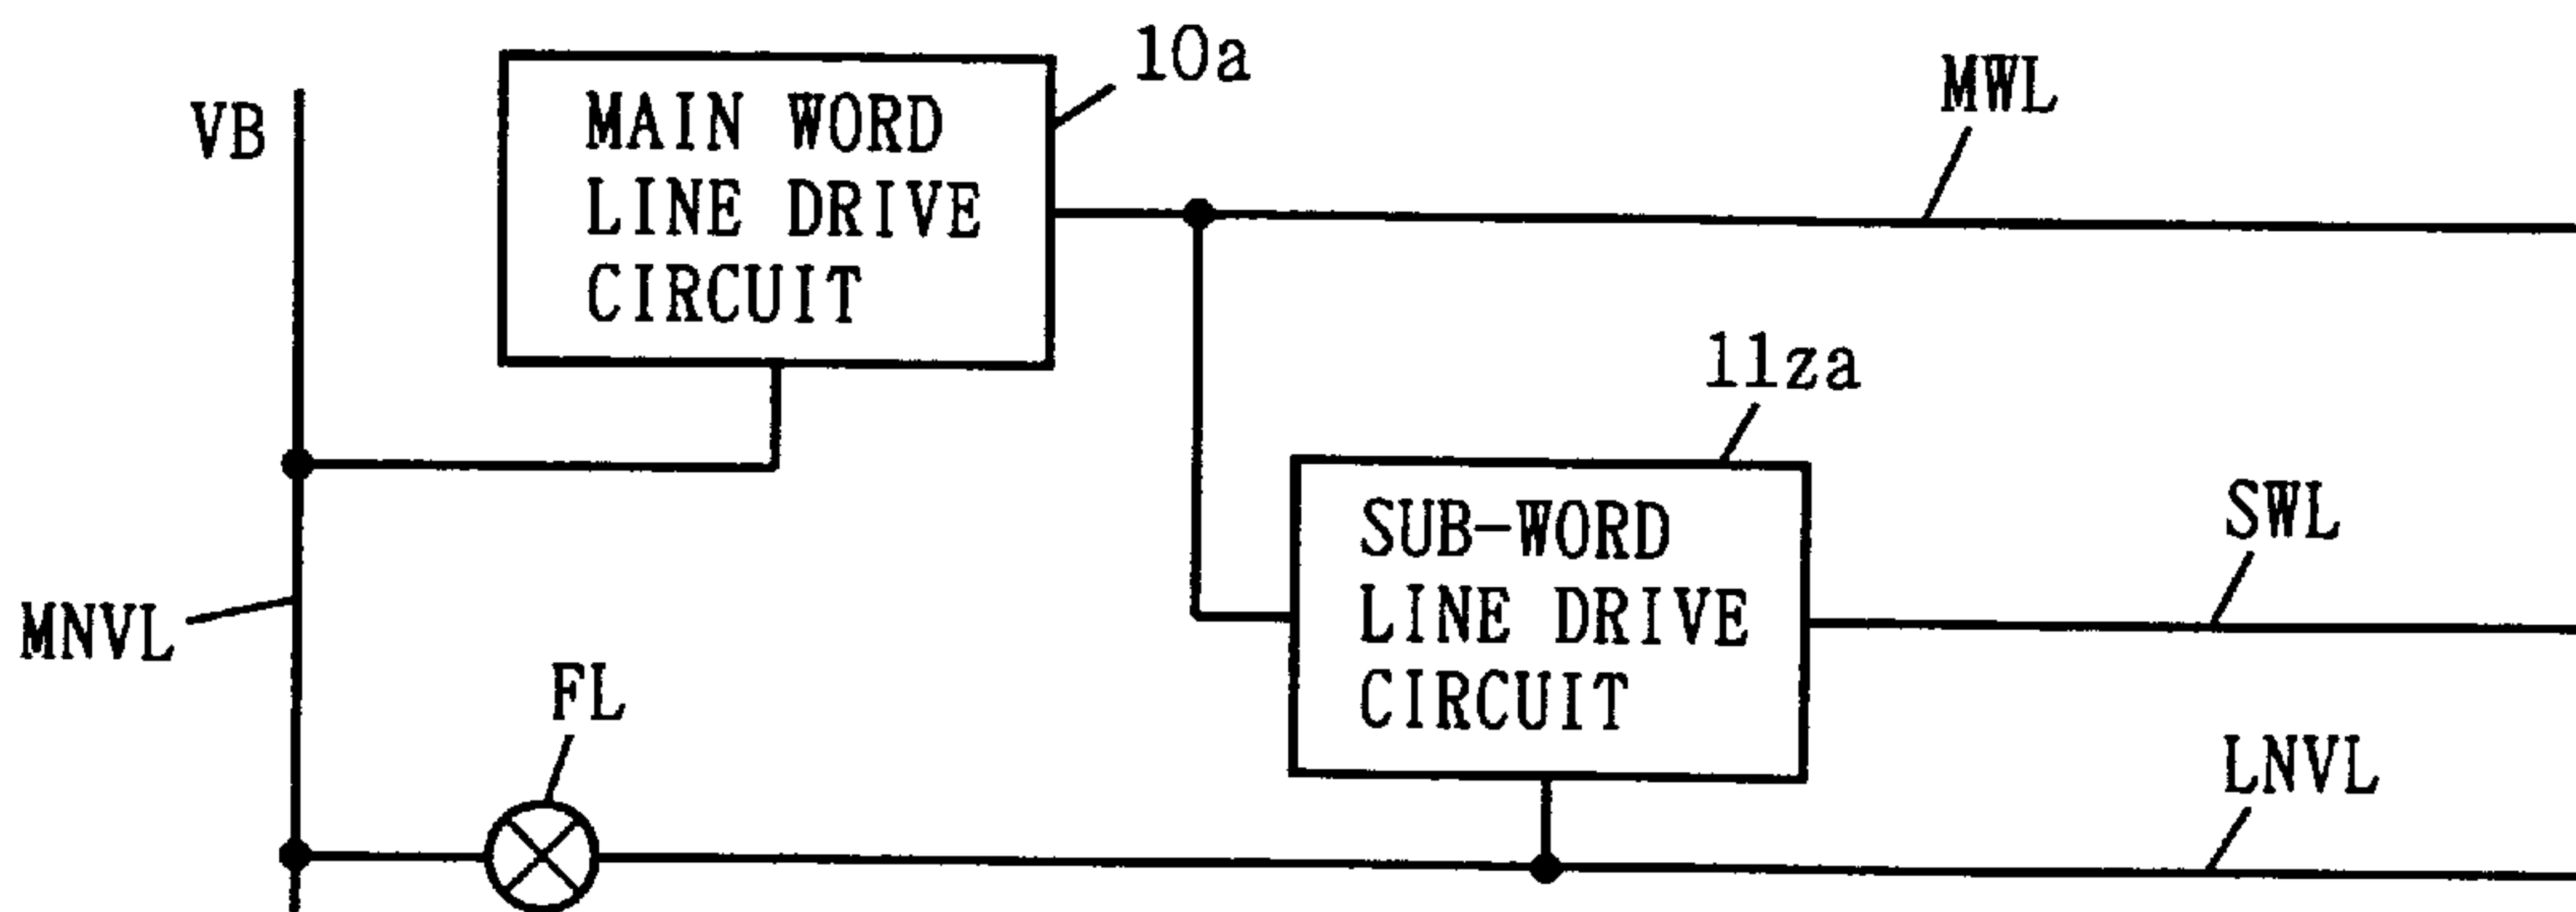 10a
MWL
VB
MAIN WORD
LINE DRIVE
CIRCUIT
11za
SUB-WORD
LINE DRIVE
CIRCUIT
SWL
MNVL
FL
LNVL